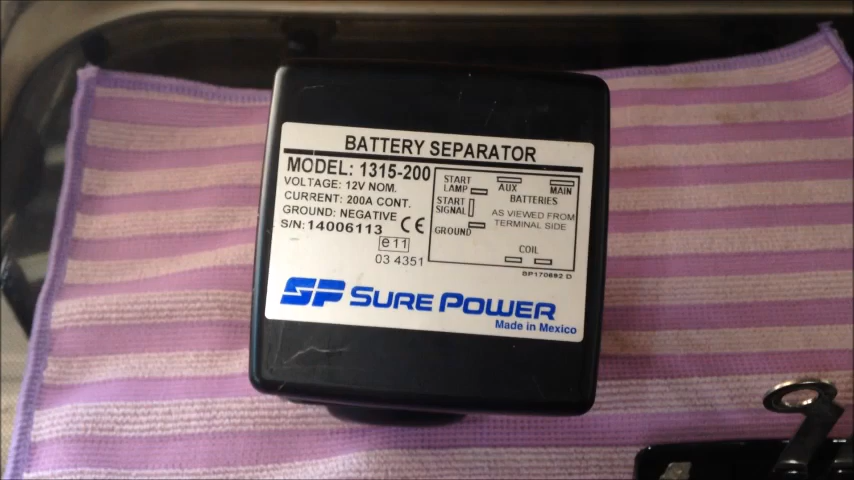 BATTERY SEPARATOR
MODEL: 1315-200
VOLTAGE: 12V NOM.
CURRENT: 200A CONT.
GROUND: NEGATIVE
S/N: 14006113 CE
e11
03 4351
START
LAMP
AUX
MAIN
BATTERIES
START
SIGNAL
AS VIEWED FROM
TERMINAL SIDE
GROUND
COIL
SP170692 D
SP SURE POWER
Made in Mexico